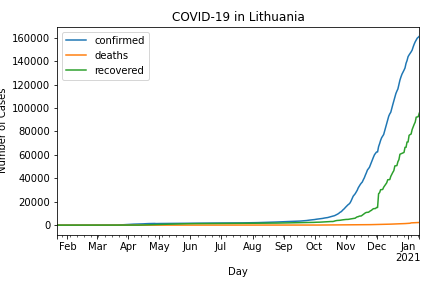 COVID-19 in Lithuania
160000
140000
120000
100000
80000
60000
40000
20000
0
Number of Cases
confirmed
deaths
recovered
Feb Mar Apr May Jun Jul Aug Sep Oct Nov Dec Jan
2021
Day